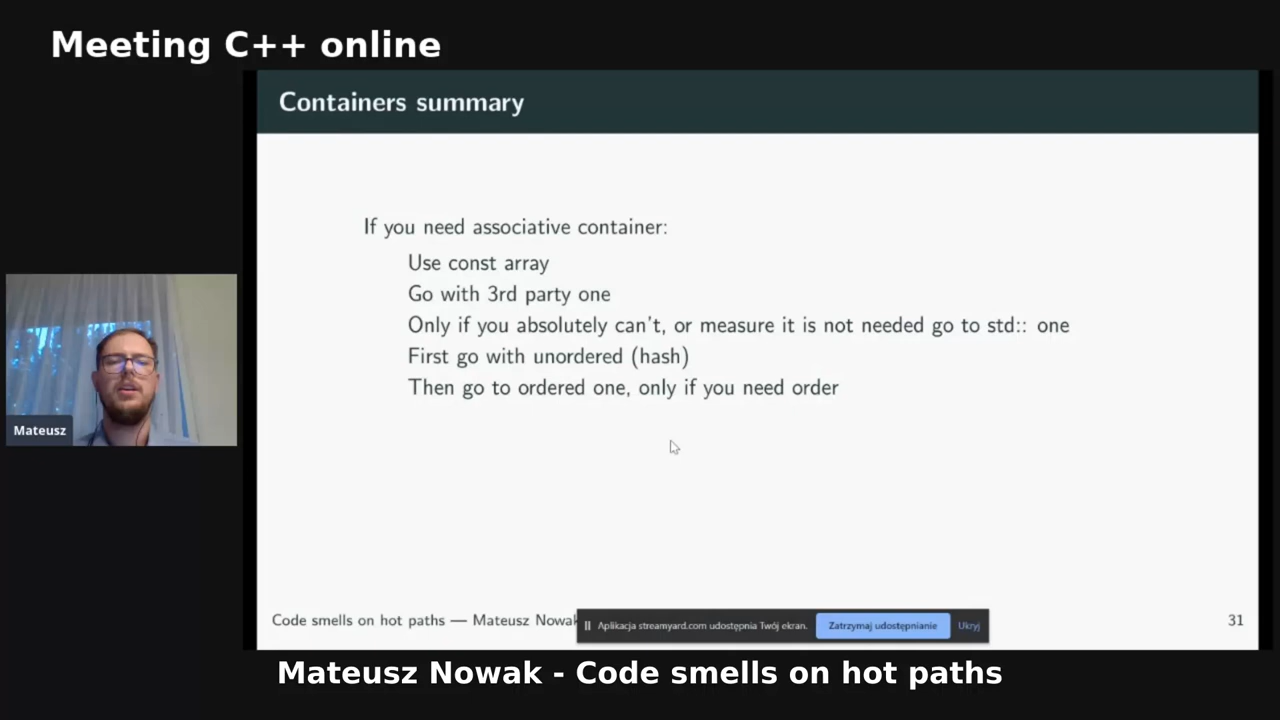 Meeting C++ online
Containers summary
If you need associative container:
Use const array
Go with 3rd party one
Only if you absolutely can't, or measure it is not needed go to std:: one
First go with unordered (hash)
Then go to ordered one, only if you need order
Mateusz
Code smells on hot paths — Mateusz Nowak
Aplikacja streamyard.com udostępnia Twój ekran.
Zatrzymaj udostępnianie
Ukryj
31
Mateusz Nowak - Code smells on hot paths